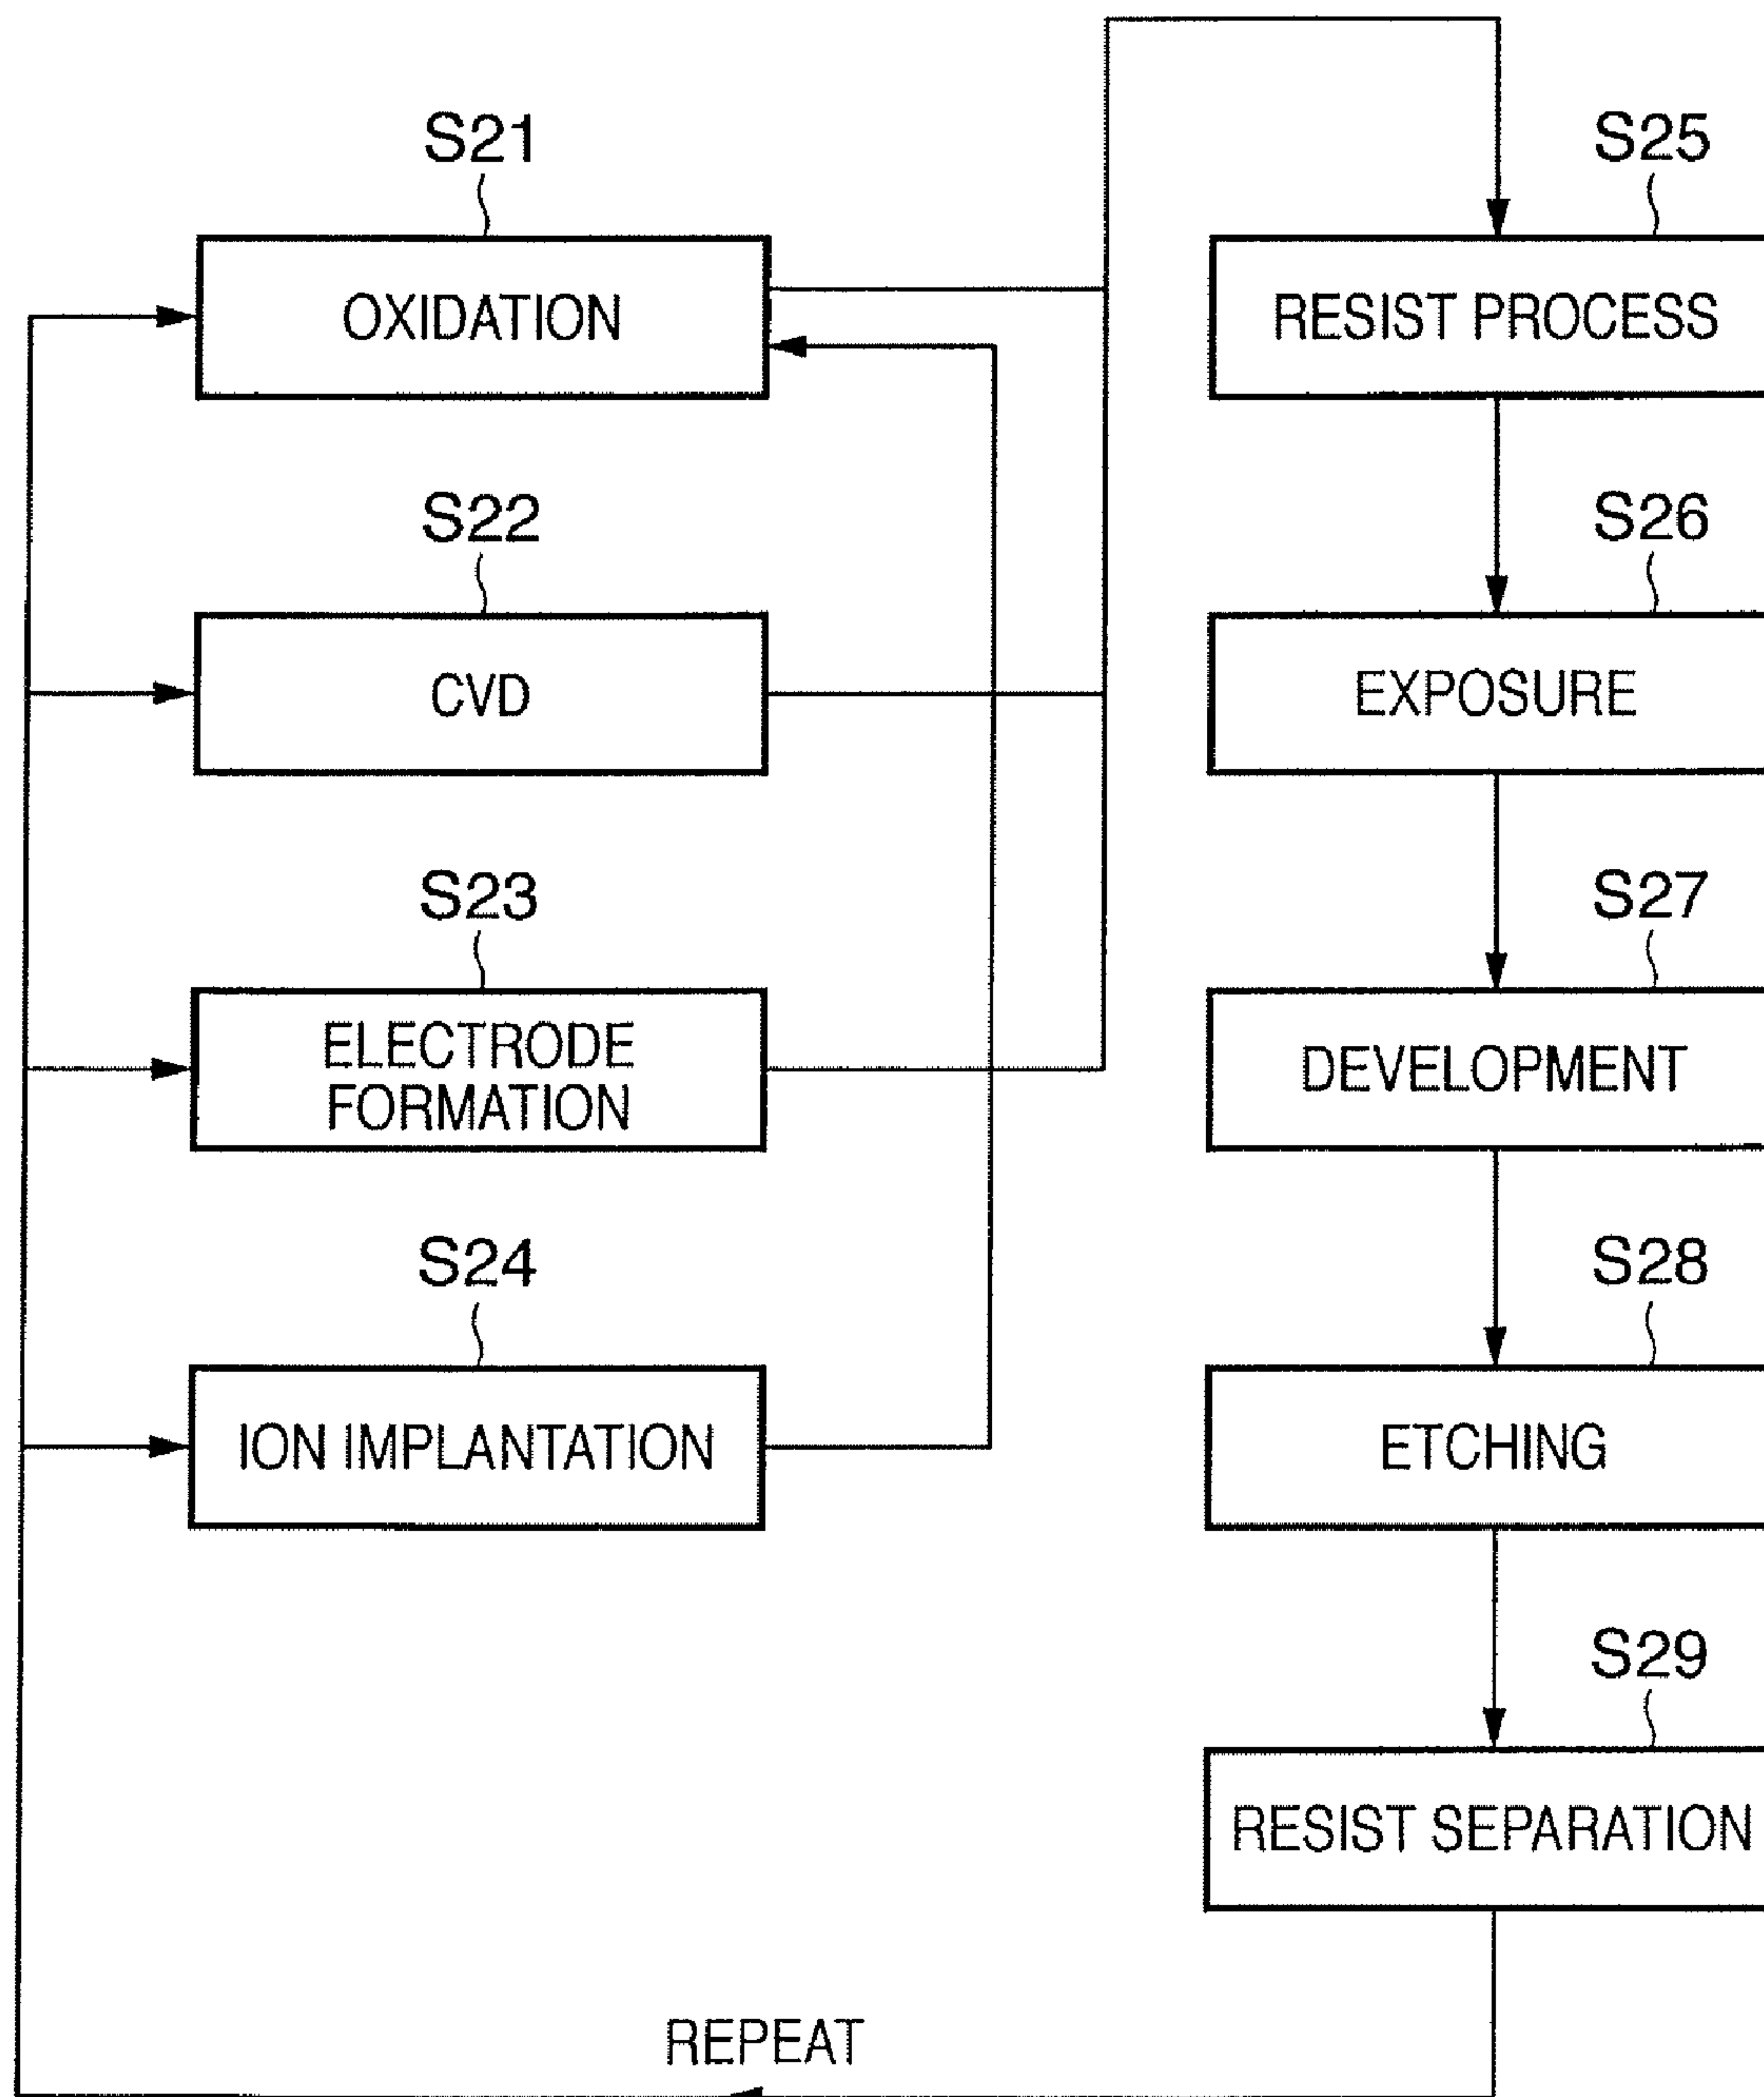 S21
OXIDATION
S22
CVD
S23
ELECTRODE
FORMATION
S24
ION IMPLANTATION
S25
RESIST PROCESS
S26
EXPOSURE
S27
DEVELOPMENT
S28
ETCHING
S29
RESIST SEPARATION
REPEAT